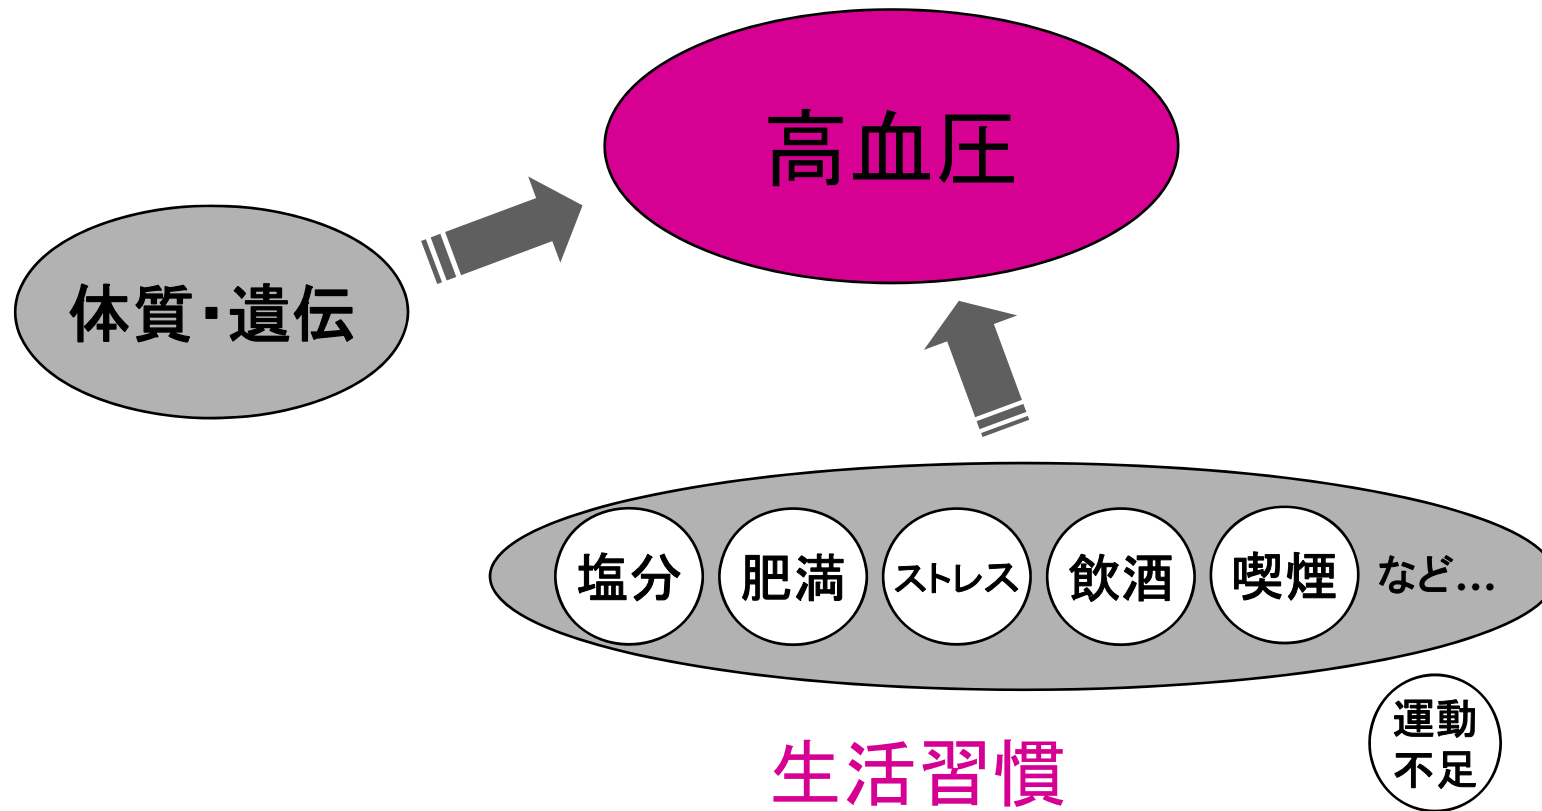 高血圧
体質・遺伝
塩分
肥満
ストレス
飲酒
喫煙
など…
運動
不足
生活習慣